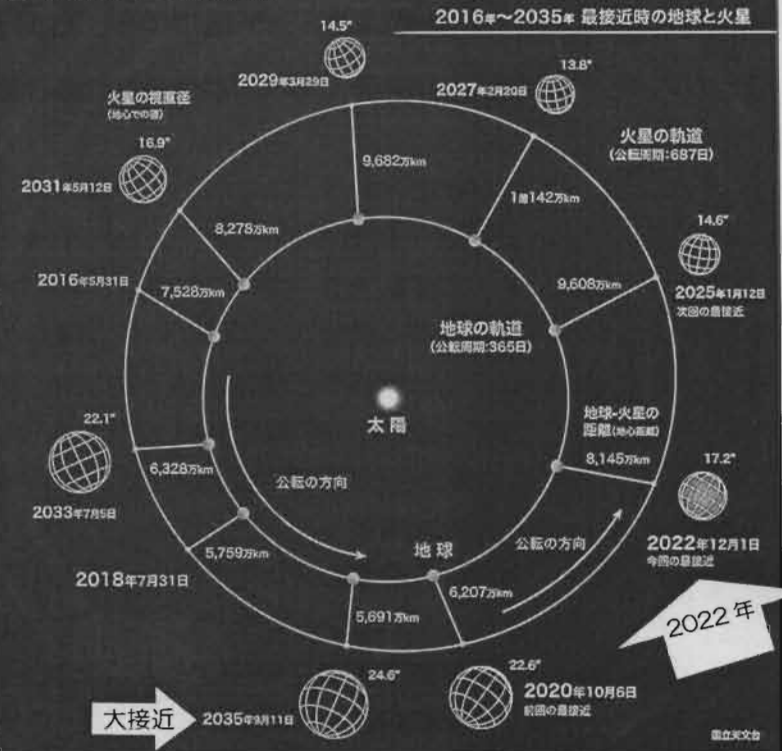 2016年～2035年 最接近時の地球と火星
14.5"
2029年3月29日
13.8"
2027年2月20日
火星の視直径
(地心での値)
火星の軌道
(公転周期:687日)
16.9"
2031年5月12日
9,682万km
1億142万km
8,278万km
14.6"
2025年1月12日
次回の最接近
2016年5月31日
7,528万km
9,608万km
地球の軌道
(公転周期:365日)
太陽
地球-火星の
距離(地心距離)
8,145万km
22.1"
6,328万km
2033年7月5日
17.2"
2022年12月1日
今回の最接近
公転の方向
地球
公転の方向
5,759万km
2018年7月31日
6,207万km
5,691万km
2022年
24.6"
22.6"
2020年10月6日
前回の最接近
大接近
2035年9月11日
国立天文台